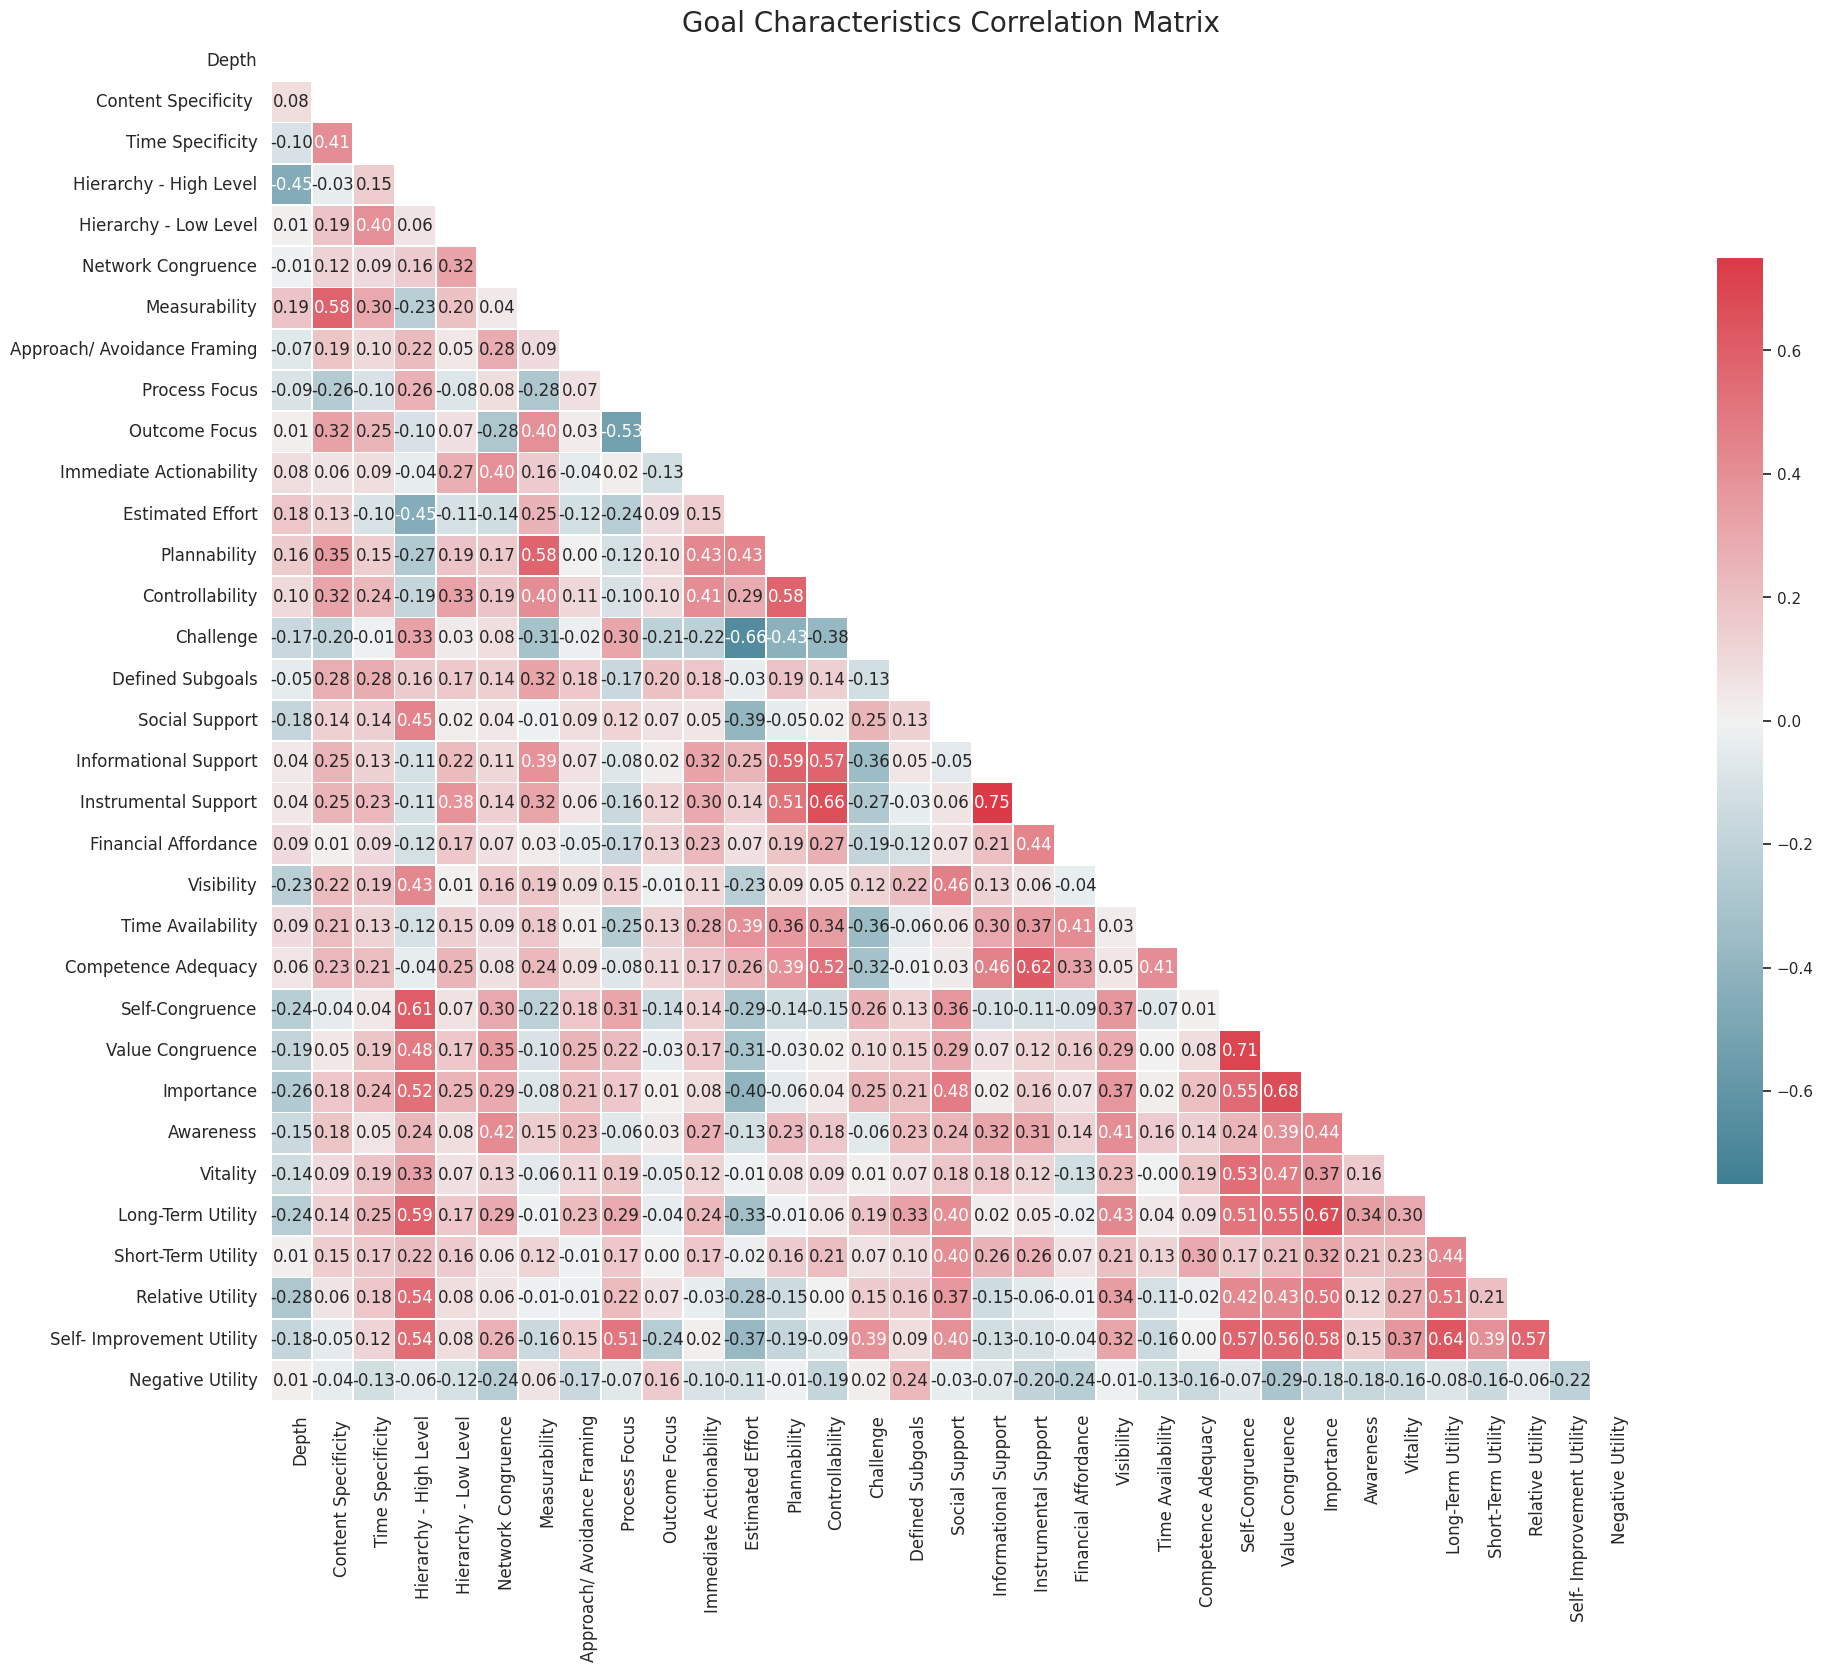 Goal Characteristics Correlation Matrix
Depth
Content Specificity 0.08
Time Specificity -0.10 0.41
Hierarchy - High Level -0.45 -0.03 0.15
Hierarchy - Low Level 0.01 0.19 0.40 0.06
Network Congruence -0.01 0.12 0.09 0.16 0.32
Measurability 0.19 0.58 0.30 -0.23 0.20 0.04
Approach/ Avoidance Framing -0.07 0.19 0.10 0.22 0.05 0.28 0.09
Process Focus -0.09 -0.26 -0.10 0.26 -0.08 0.08 -0.28 0.07
Outcome Focus 0.01 0.32 0.25 -0.10 0.07 -0.28 0.40 0.03 -0.53
Immediate Actionability 0.08 0.06 0.09 -0.04 0.27 0.40 0.16 -0.04 0.02 -0.13
Estimated Effort 0.18 0.13 -0.10 -0.45 -0.11 -0.14 0.25 -0.12 -0.24 0.09 0.15
Plannability 0.16 0.35 0.15 -0.27 0.19 0.17 0.58 0.00 -0.12 0.10 0.43 0.43
Controllability 0.10 0.32 0.24 -0.19 0.33 0.19 0.40 0.11 -0.10 0.10 0.41 0.29 0.58
Challenge -0.17 -0.20 -0.01 0.33 0.03 0.08 -0.31 -0.02 0.30 -0.21 -0.22 -0.66 -0.43 -0.38
Defined Subgoals -0.05 0.28 0.28 0.16 0.17 0.14 0.32 0.18 -0.17 0.20 0.18 -0.03 0.19 0.14 -0.13
Social Support -0.18 0.14 0.14 0.45 0.02 0.04 -0.01 0.09 0.12 0.07 0.05 -0.39 -0.05 0.02 0.25 0.13
Informational Support 0.04 0.25 0.13 -0.11 0.22 0.11 0.39 0.07 -0.08 0.02 0.32 0.25 0.59 0.57 -0.36 0.05 -0.05
Instrumental Support 0.04 0.25 0.23 -0.11 0.38 0.14 0.32 0.06 -0.16 0.12 0.30 0.14 0.51 0.66 -0.27 -0.03 0.06 0.75
Financial Affordance 0.09 0.01 0.09 -0.12 0.17 0.07 0.03 -0.05 -0.17 0.13 0.23 0.07 0.19 0.27 -0.19 -0.12 0.07 0.21 0.44
Visibility -0.23 0.22 0.19 0.43 0.01 0.16 0.19 0.09 0.15 -0.01 0.11 -0.23 0.09 0.05 0.12 0.22 0.46 0.13 0.06 -0.04
Time Availability 0.09 0.21 0.13 -0.12 0.15 0.09 0.18 0.01 -0.25 0.13 0.28 0.39 0.36 0.34 -0.36 -0.06 0.06 0.30 0.37 0.41 0.03
Competence Adequacy 0.06 0.23 0.21 -0.04 0.25 0.08 0.24 0.09 -0.08 0.11 0.17 0.26 0.39 0.52 -0.32 -0.01 0.03 0.46 0.62 0.33 0.05 0.41
Self-Congruence -0.24 -0.04 0.04 0.61 0.07 0.30 -0.22 0.18 0.31 -0.14 0.14 -0.29 -0.14 -0.15 0.26 0.13 0.36 -0.10 -0.11 -0.09 0.37 -0.07 0.01
Value Congruence -0.19 0.05 0.19 0.48 0.17 0.35 -0.10 0.25 0.22 -0.03 0.17 -0.31 -0.03 0.02 0.10 0.15 0.29 0.07 0.12 0.16 0.29 0.00 0.08 0.71
Importance -0.26 0.18 0.24 0.52 0.25 0.29 -0.08 0.21 0.17 0.01 0.08 -0.40 -0.06 0.04 0.25 0.21 0.48 0.02 0.16 0.07 0.37 0.02 0.20 0.55 0.68
Awareness -0.15 0.18 0.05 0.24 0.08 0.42 0.15 0.23 -0.06 0.03 0.27 -0.13 0.23 0.18 -0.06 0.23 0.24 0.32 0.31 0.14 0.41 0.16 0.14 0.24 0.39 0.44
Vitality -0.14 0.09 0.19 0.33 0.07 0.13 -0.06 0.11 0.19 -0.05 0.12 -0.01 0.08 0.09 0.01 0.07 0.18 0.18 0.12 -0.13 0.23 -0.00 0.19 0.53 0.47 0.37 0.16
Long-Term Utility -0.24 0.14 0.25 0.59 0.17 0.29 -0.01 0.23 0.29 -0.04 0.24 -0.33 -0.01 0.06 0.19 0.33 0.40 0.02 0.05 -0.02 0.43 0.04 0.09 0.51 0.55 0.67 0.34 0.30
Short-Term Utility 0.01 0.15 0.17 0.22 0.16 0.06 0.12 -0.01 0.17 0.00 0.17 -0.02 0.16 0.21 0.07 0.10 0.40 0.26 0.26 0.07 0.21 0.13 0.30 0.17 0.21 0.32 0.21 0.23 0.44
Relative Utility -0.28 0.06 0.18 0.54 0.08 0.06 -0.01 -0.01 0.22 0.07 -0.03 -0.28 -0.15 0.00 0.15 0.16 0.37 -0.15 -0.06 -0.01 0.34 -0.11 -0.02 0.42 0.43 0.50 0.12 0.27 0.51 0.21
Self- Improvement Utility -0.18 -0.05 0.12 0.54 0.08 0.26 -0.16 0.15 0.51 -0.24 0.02 -0.37 -0.19 -0.09 0.39 0.09 0.40 -0.13 -0.10 -0.04 0.32 -0.16 0.00 0.57 0.56 0.58 0.15 0.37 0.64 0.39 0.57
Negative Utility 0.01 -0.04 -0.13 -0.06 -0.12 -0.24 0.06 -0.17 -0.07 0.16 -0.10 -0.11 -0.01 -0.19 0.02 0.24 -0.03 -0.07 -0.20 -0.24 -0.01 -0.13 -0.16 -0.07 -0.29 -0.18 -0.18 -0.16 -0.08 -0.16 -0.06 -0.22
Depth
Content Specificity
Time Specificity
Hierarchy - High Level
Hierarchy - Low Level
Network Congruence
Measurability
Approach/ Avoidance Framing
Process Focus
Outcome Focus
Immediate Actionability
Estimated Effort
Plannability
Controllability
Challenge
Defined Subgoals
Social Support
Informational Support
Instrumental Support
Financial Affordance
Visibility
Time Availability
Competence Adequacy
Self-Congruence
Value Congruence
Importance
Awareness
Vitality
Long-Term Utility
Short-Term Utility
Relative Utility
Self- Improvement Utility
Negative Utility
0.6
0.4
0.2
0.0
−0.2
−0.4
−0.6